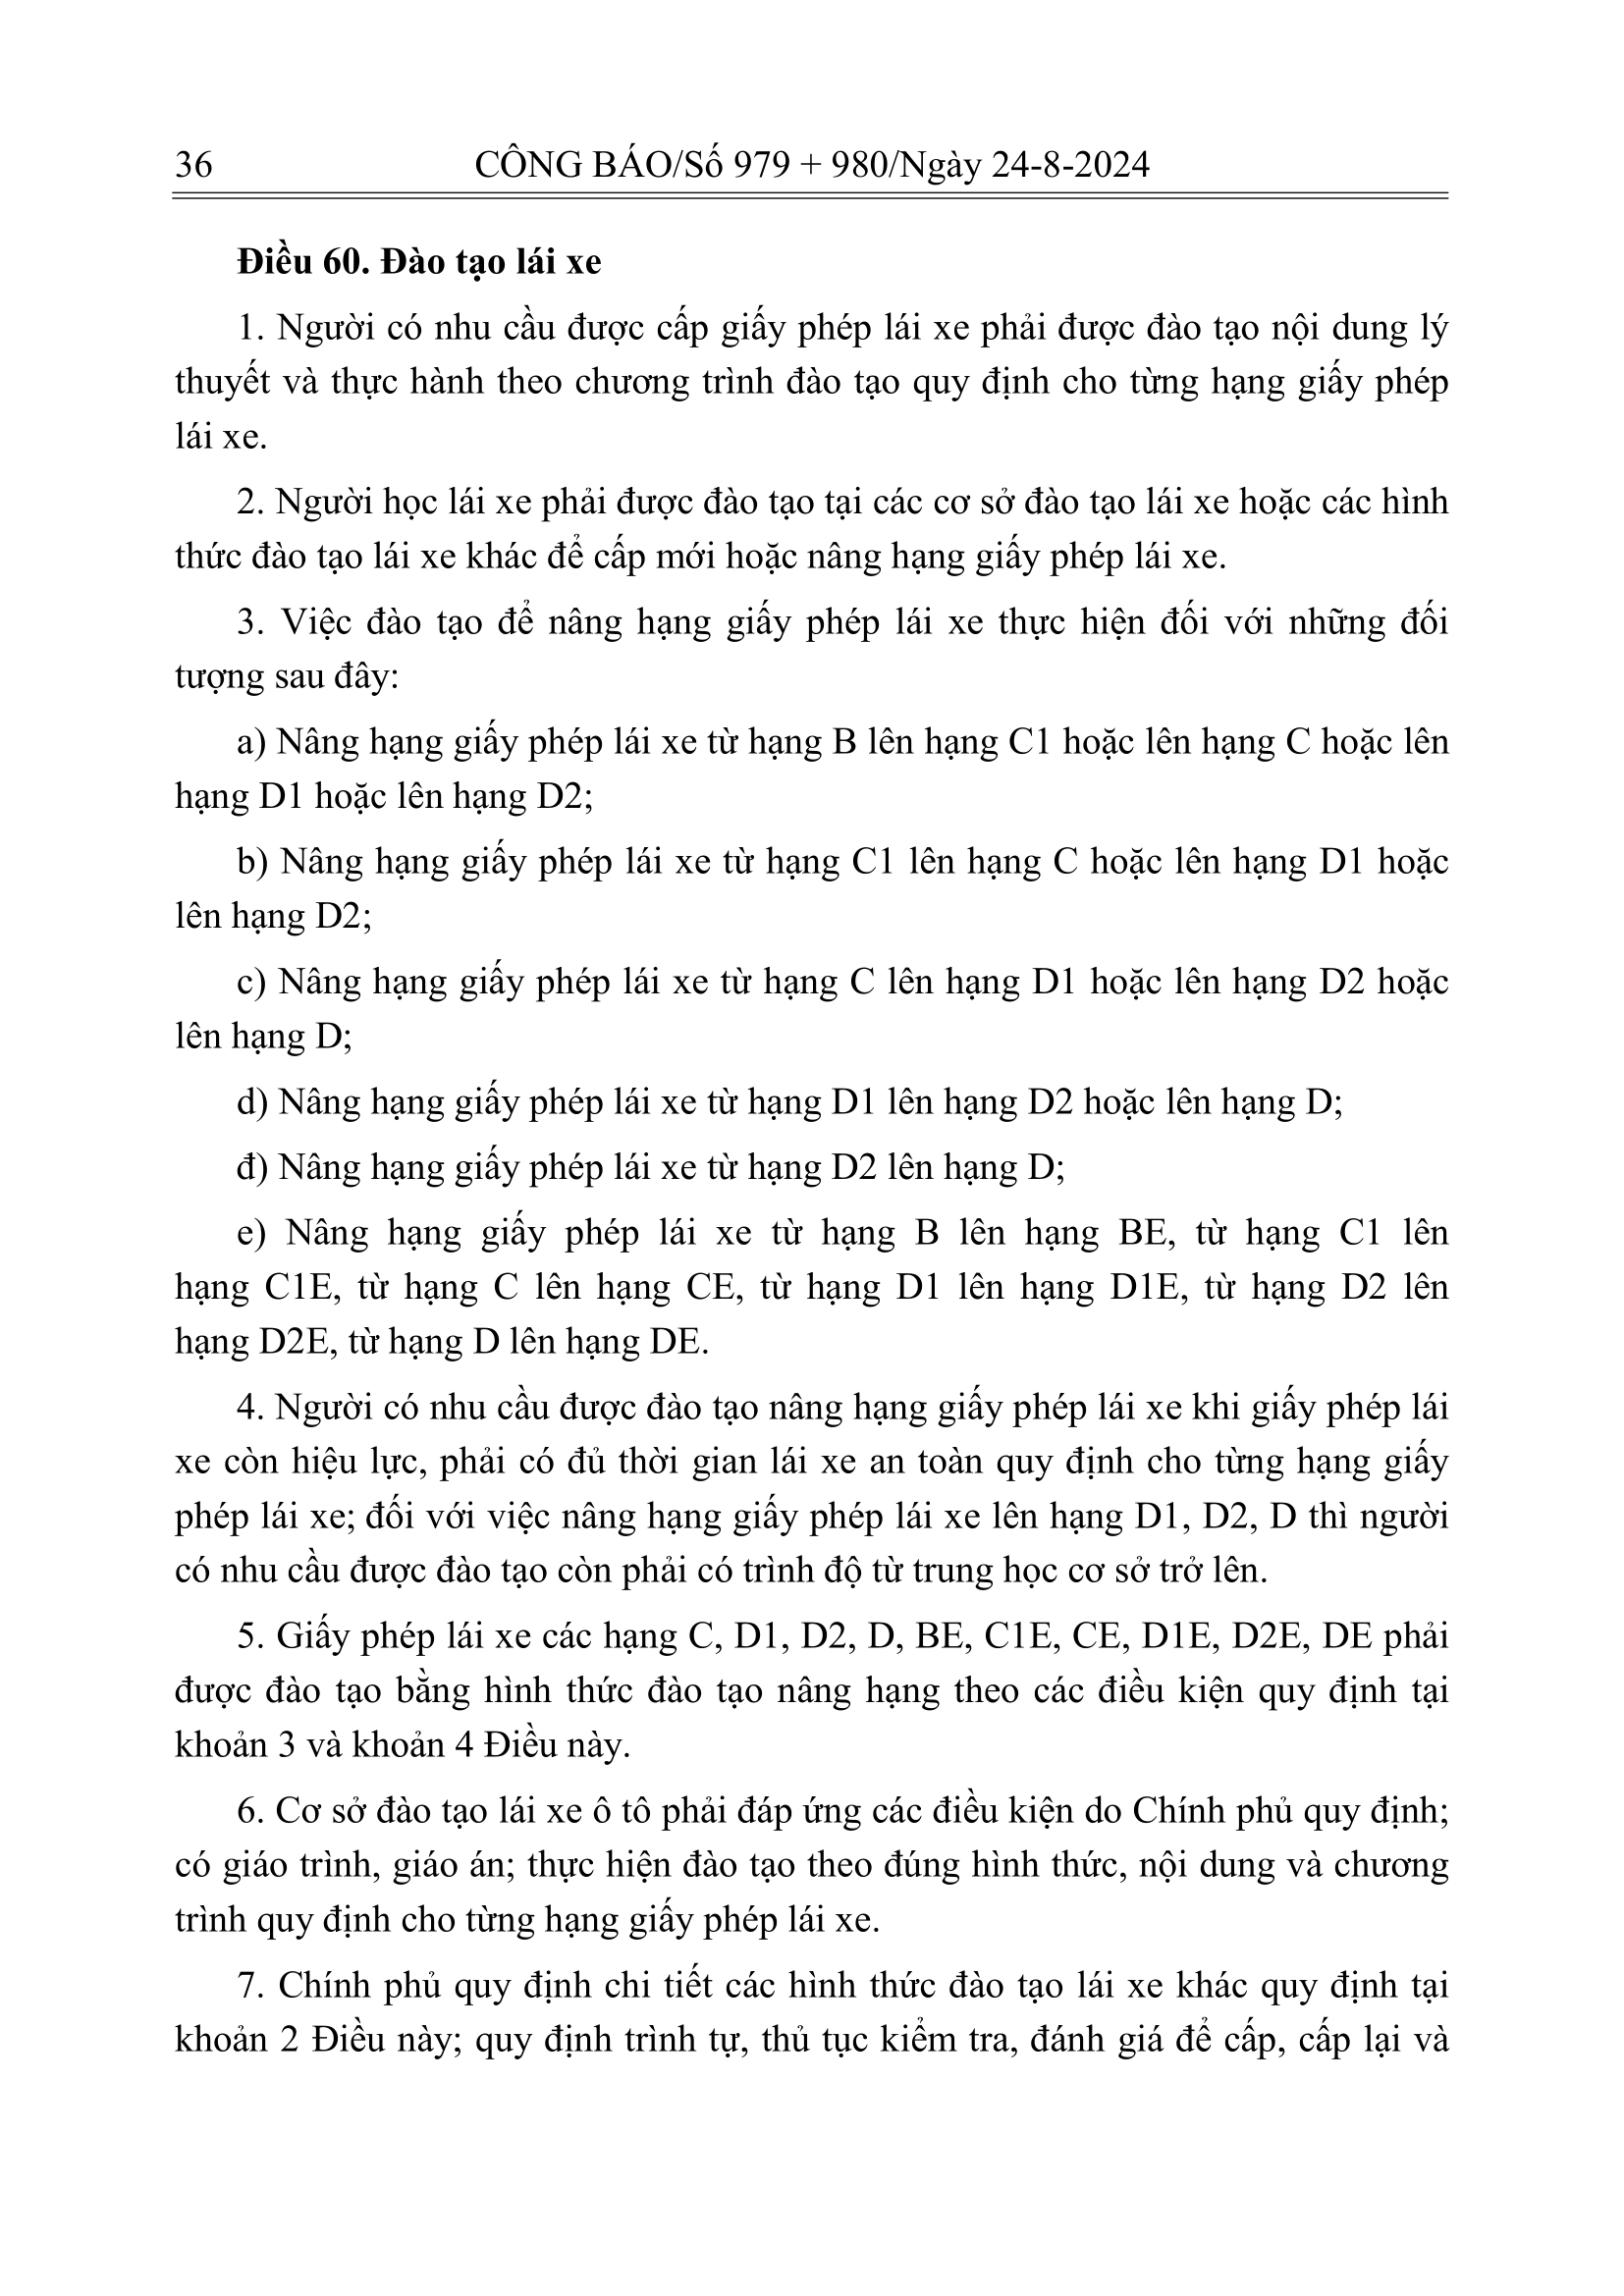 36
CÔNG BÁO/Số 979 + 980/Ngày 24-8-2024
Điều 60. Đào tạo lái xe
1. Người có nhu cầu được cấp giấy phép lái xe phải được đào tạo nội dung lý
thuyết và thực hành theo chương trình đào tạo quy định cho từng hạng giấy phép
lái xe.
2. Người học lái xe phải được đào tạo tại các cơ sở đào tạo lái xe hoặc các hình
thức đào tạo lái xe khác để cấp mới hoặc nâng hạng giấy phép lái xe.
3. Việc đào tạo để nâng hạng giấy phép lái xe thực hiện đối với những đối
tượng sau đây:
a) Nâng hạng giấy phép lái xe từ hạng B lên hạng C1 hoặc lên hạng C hoặc lên
hạng D1 hoặc lên hạng D2;
b) Nâng hạng giấy phép lái xe từ hạng C1 lên hạng C hoặc lên hạng D1 hoặc
lên hạng D2;
c) Nâng hạng giấy phép lái xe từ hạng C lên hạng D1 hoặc lên hạng D2 hoặc
lên hạng D;
d) Nâng hạng giấy phép lái xe từ hạng D1 lên hạng D2 hoặc lên hạng D;
đ) Nâng hạng giấy phép lái xe từ hạng D2 lên hạng D;
e) Nâng hạng giấy phép lái xe từ hạng B lên hạng BE, từ hạng C1 lên
hạng C1E, từ hạng C lên hạng CE, từ hạng D1 lên hạng D1E, từ hạng D2 lên
hạng D2E, từ hạng D lên hạng DE.
4. Người có nhu cầu được đào tạo nâng hạng giấy phép lái xe khi giấy phép lái
xe còn hiệu lực, phải có đủ thời gian lái xe an toàn quy định cho từng hạng giấy
phép lái xe; đối với việc nâng hạng giấy phép lái xe lên hạng D1, D2, D thì người
có nhu cầu được đào tạo còn phải có trình độ từ trung học cơ sở trở lên.
5. Giấy phép lái xe các hạng C, D1, D2, D, BE, C1E, CE, D1E, D2E, DE phải
được đào tạo bằng hình thức đào tạo nâng hạng theo các điều kiện quy định tại
khoản 3 và khoản 4 Điều này.
6. Cơ sở đào tạo lái xe ô tô phải đáp ứng các điều kiện do Chính phủ quy định;
có giáo trình, giáo án; thực hiện đào tạo theo đúng hình thức, nội dung và chương
trình quy định cho từng hạng giấy phép lái xe.
7. Chính phủ quy định chi tiết các hình thức đào tạo lái xe khác quy định tại
khoản 2 Điều này; quy định trình tự, thủ tục kiểm tra, đánh giá để cấp, cấp lại và